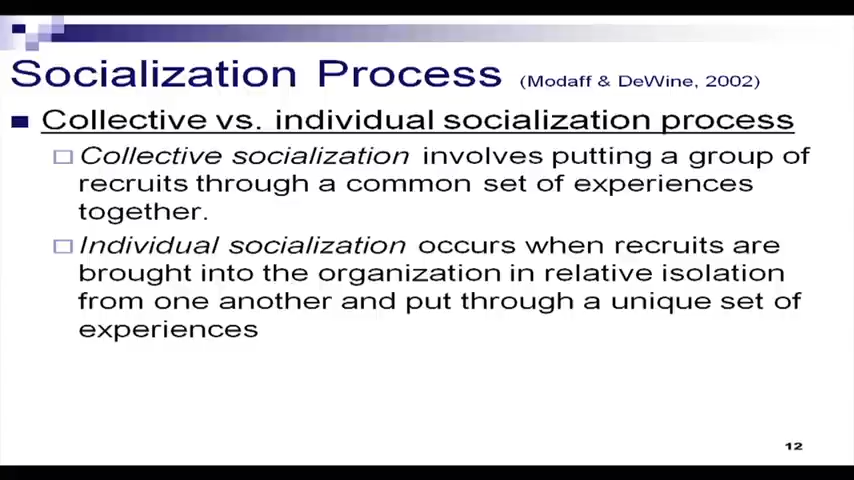 Socialization Process (Modaff & DeWine, 2002)
Collective vs. individual socialization process
Collective socialization involves putting a group of
recruits through a common set of experiences
together.
Individual socialization occurs when recruits are
brought into the organization in relative isolation
from one another and put through a unique set of
experiences
12